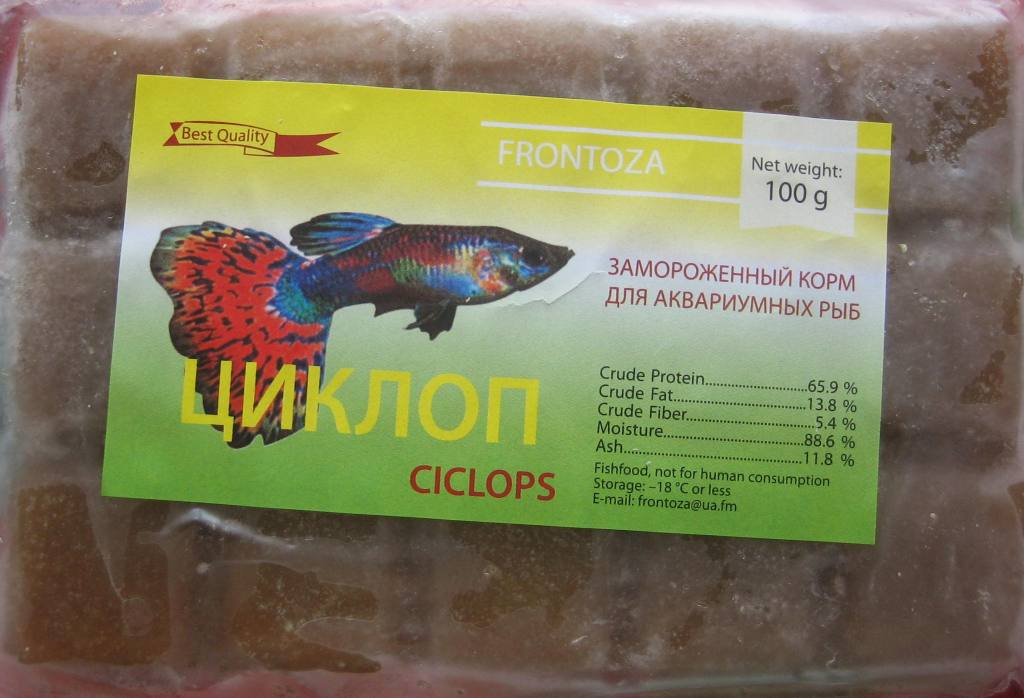 Best Quality
FRONTOZA
Net weight:
100 g
ЗАМОРОЖЕННЫЙ КОРМ
ДЛЯ АКВАРИУМНЫХ РЫБ
ЦИКЛОП
CICLOPS
Crude Protein........................65.9 %
Crude Fat................................13.8 %
Crude Fiber..............................5.4 %
Moisture..................................88.6 %
Ash...........................................11.8 %
Fishfood, not for human consumption
Storage: –18 °C or less
E-mail: frontoza@ua.fm